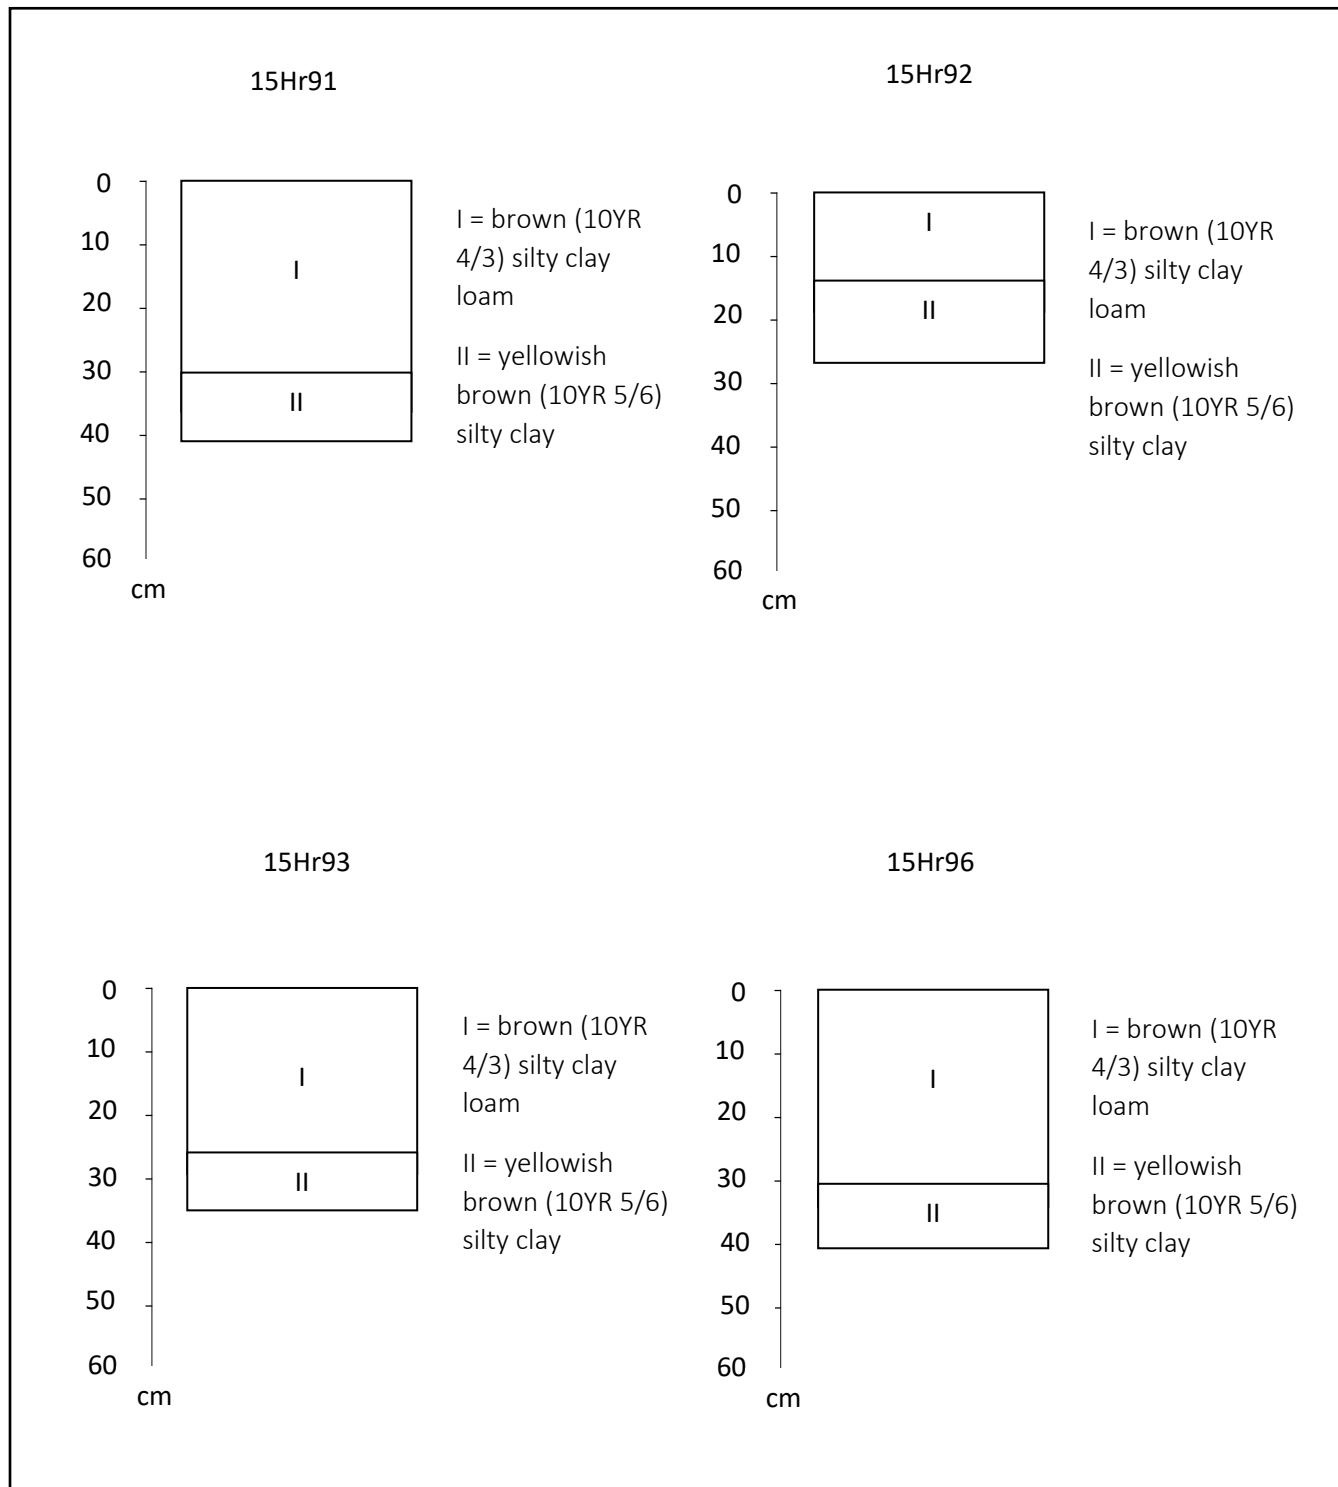 15Hr91
0
10
20
30
40
50
60
cm
I
II
I = brown (10YR
4/3) silty clay
loam
II = yellowish
brown (10YR 5/6)
silty clay
15Hr92
0
10
20
30
40
50
60
cm
I
II
I = brown (10YR
4/3) silty clay
loam
II = yellowish
brown (10YR 5/6)
silty clay
15Hr93
0
10
20
30
40
50
60
cm
I
II
I = brown (10YR
4/3) silty clay
loam
II = yellowish
brown (10YR 5/6)
silty clay
15Hr96
0
10
20
30
40
50
60
cm
I
II
I = brown (10YR
4/3) silty clay
loam
II = yellowish
brown (10YR 5/6)
silty clay